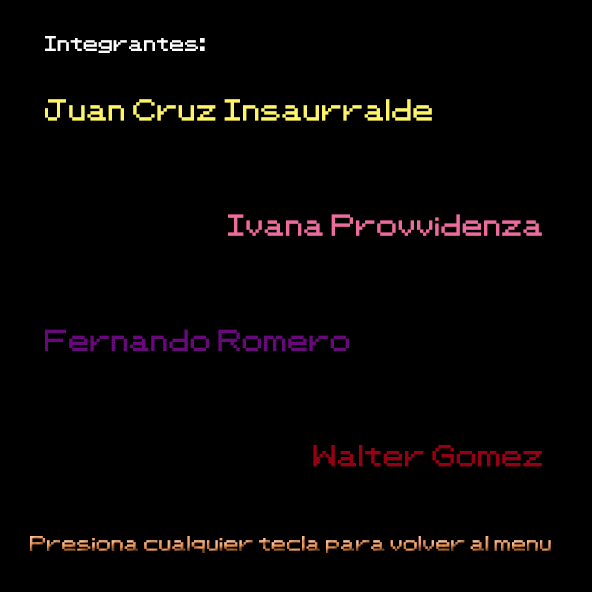 Integrantes:
Juan Cruz Insaurralde
Ivana Provvidenza
Fernando Romero
Walter Gomez
Presiona cualquier tecla para volver al menu